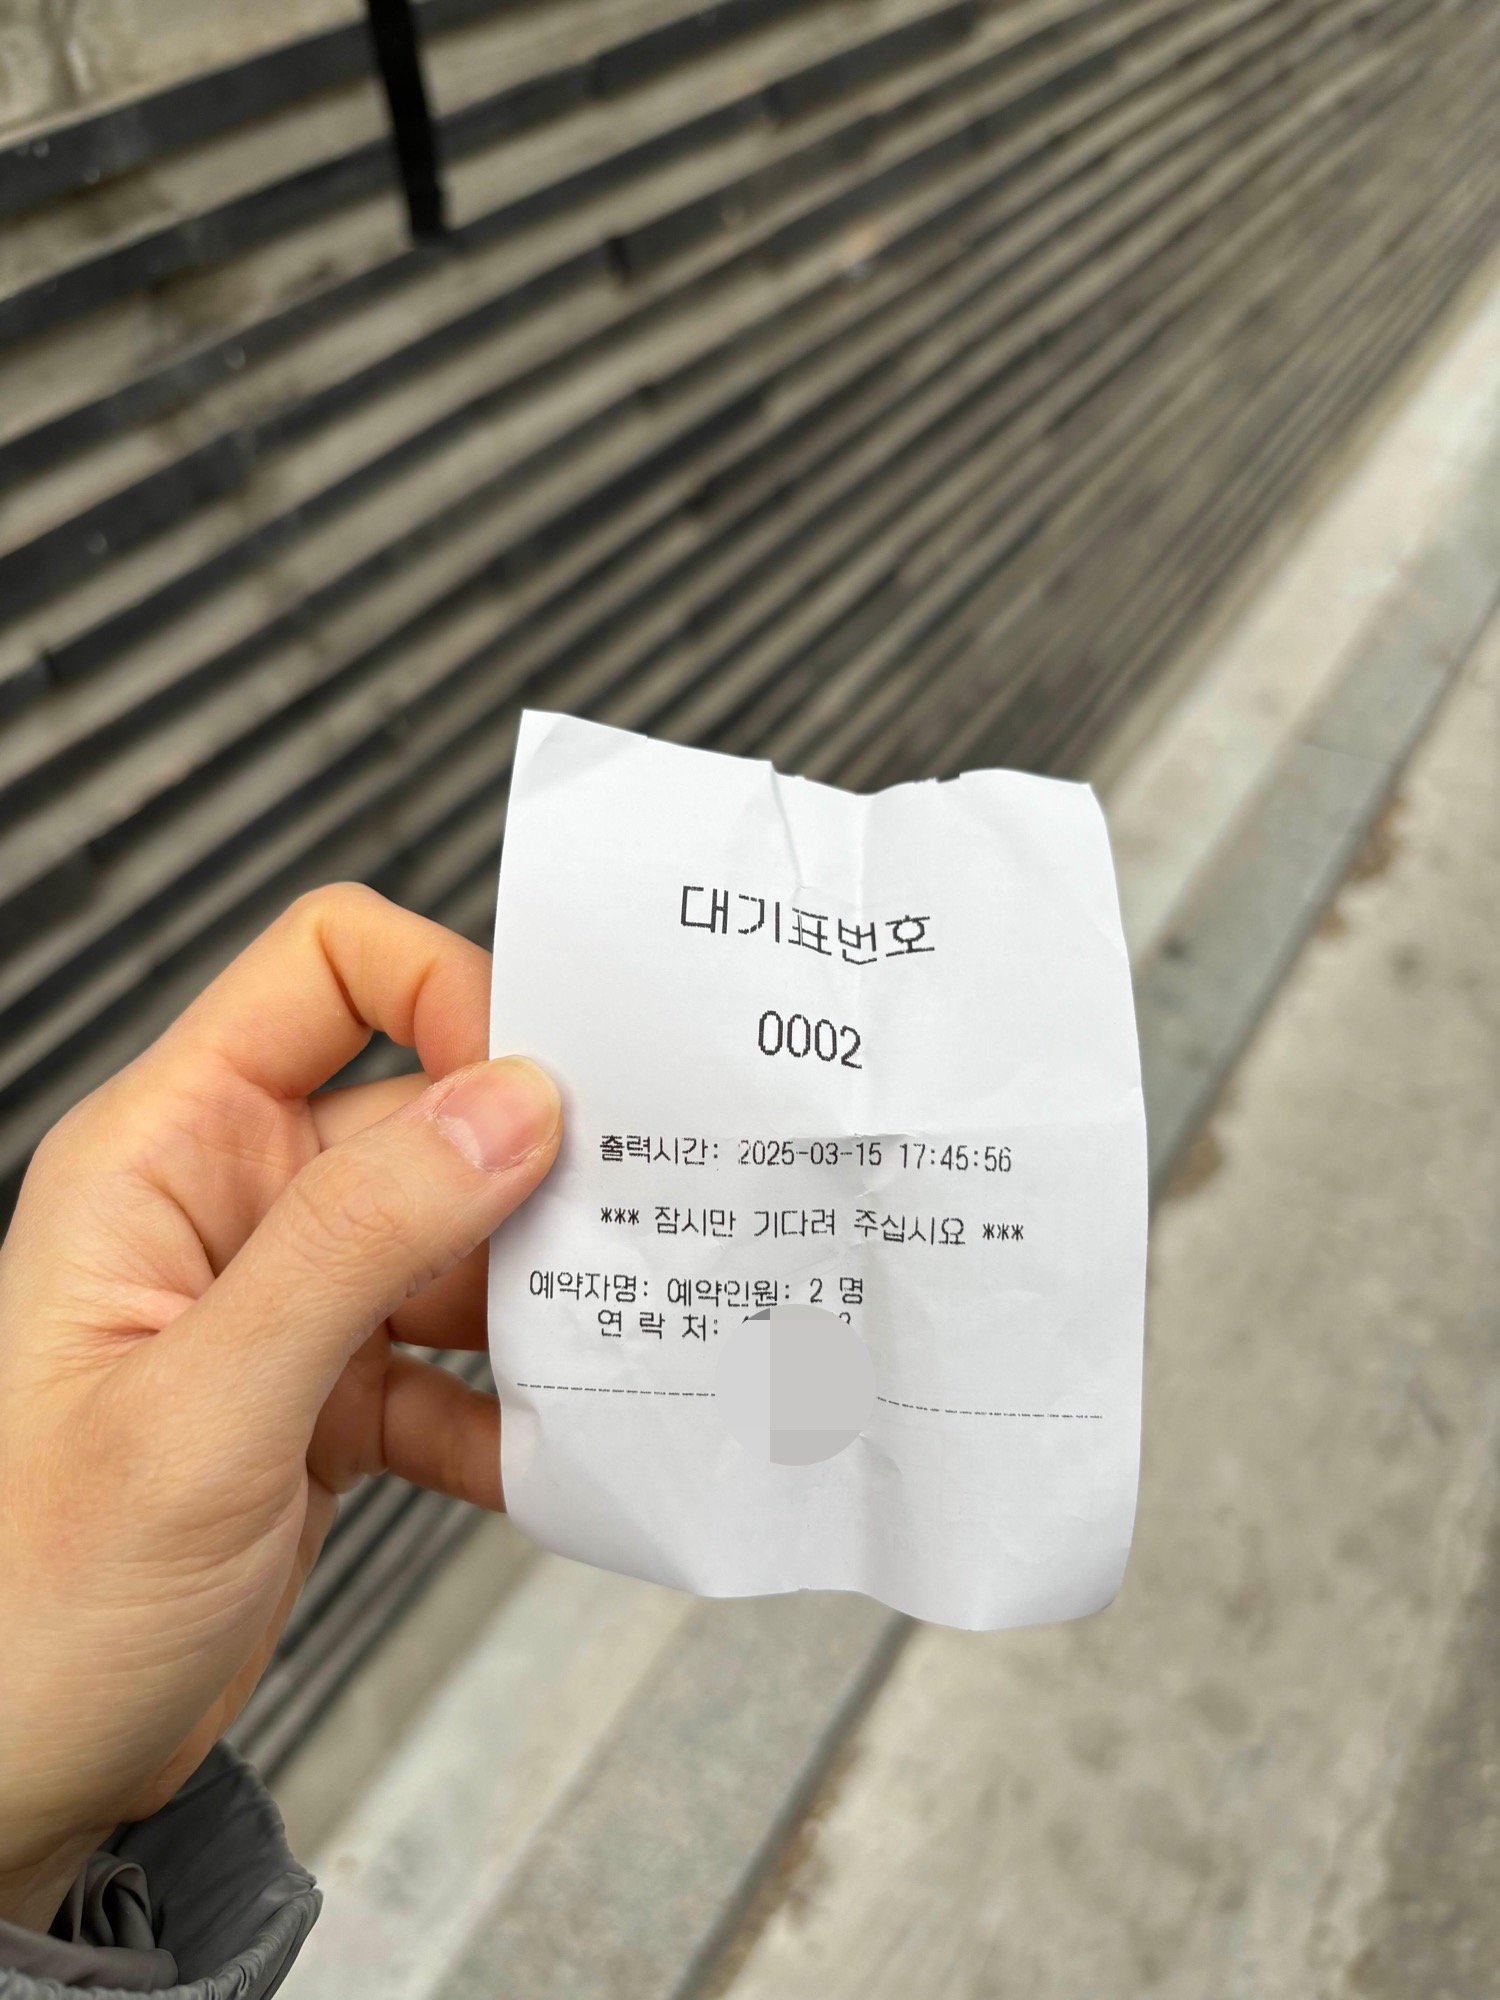 대기표번호
0002
출력시간: 2025-03-15 17:45:56
*** 잠시만 기다려 주십시요 ***
예약자명: 예약인원: 2 명
연 락 처: